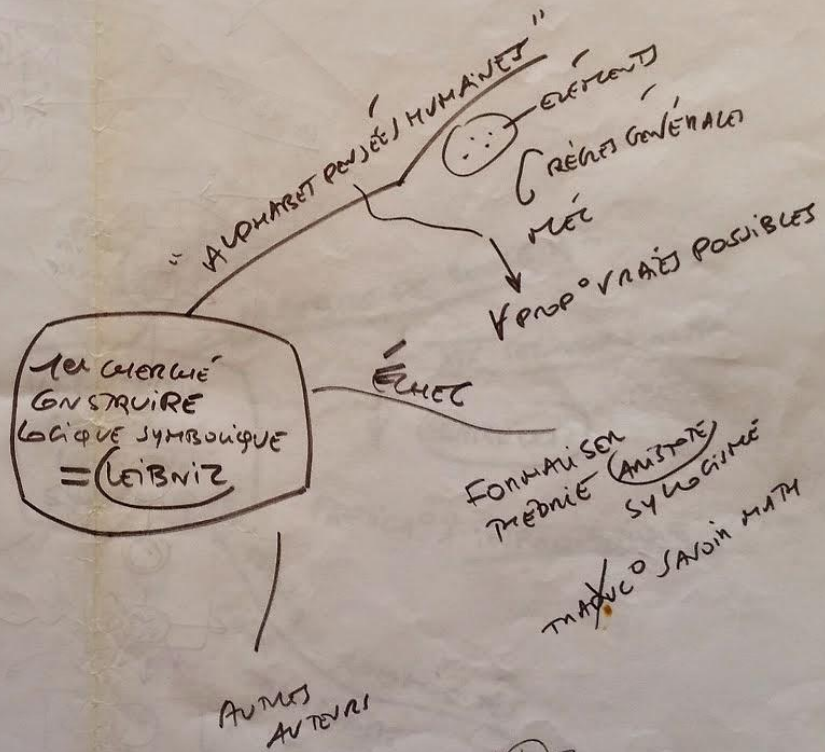 1er CHERCHÉ
CONSTRUIRE
LOGIQUE SYMBOLIQUE
= LEIBNIZ
"ALPHABET PENSÉES HUMAINES"
ÉLÉMENTS
RÈGLES GÉNÉRALES
∀ PROP° VRAIES POSSIBLES
ÉCHEC
FORMALISER
THÉORIE ARISTOTE
SYLLOGISME
TRADUC° SAVOIR MATH
AUTRES
AUTEURS